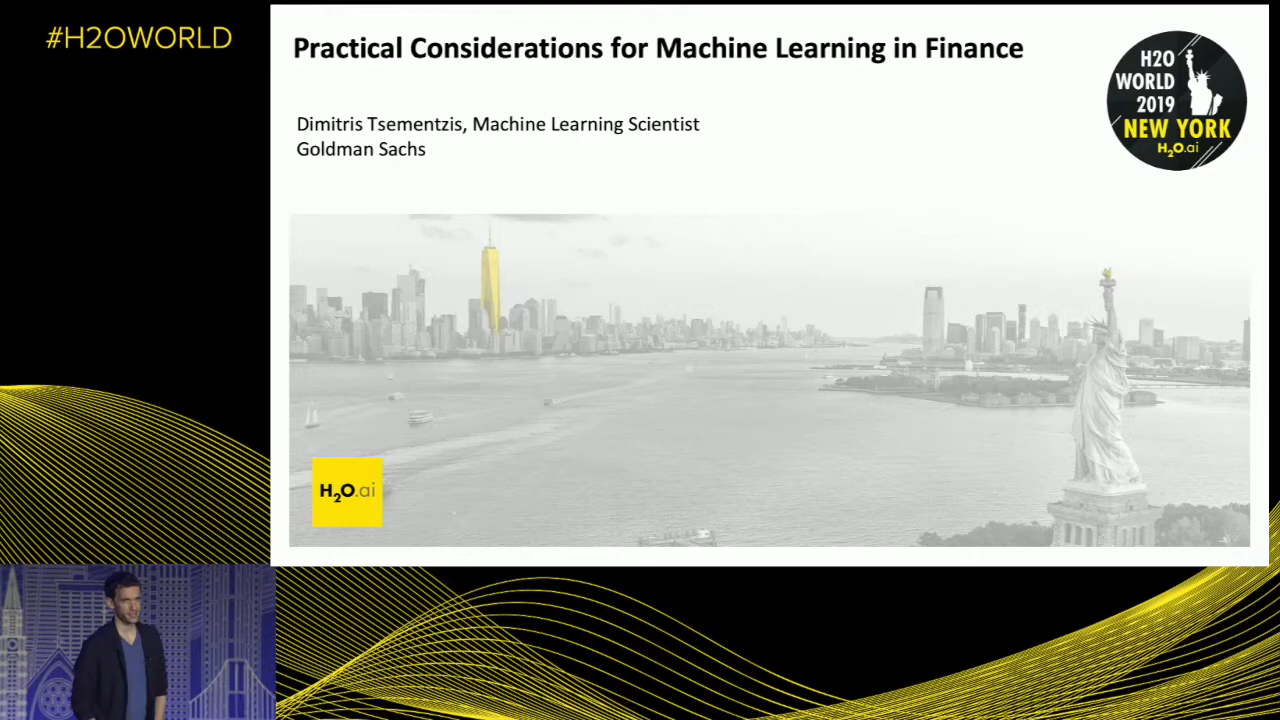 #H2OWORLD
Practical Considerations for Machine Learning in Finance
Dimitris Tsementzis, Machine Learning Scientist
Goldman Sachs
H2O
WORLD
2019
NEW YORK
H2O.ai
H2O.ai